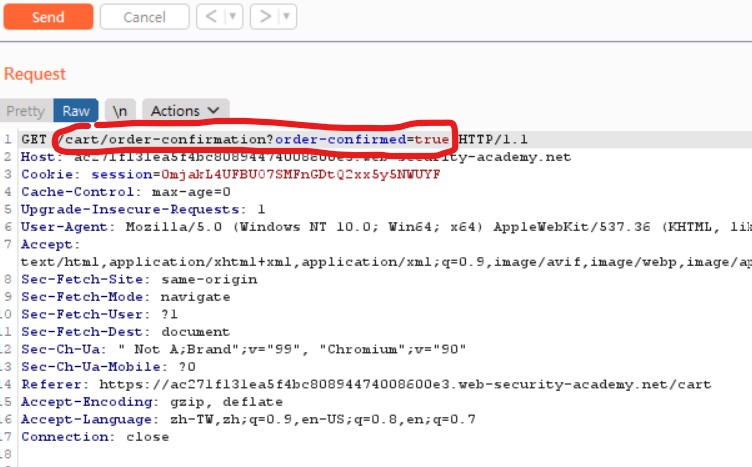 Send Cancel < | ▼ > | ▼
Request
Pretty Raw \n Actions
1 GET /cart/order-confirmation?order-confirmed=true HTTP/1.1
2 Host: .web-security-academy.net
3 Cookie: session=0mjakL4UFBU07SMFnGDtQ2xx5y5NWUYF
4 Cache-Control: max-age=0
5 Upgrade-Insecure-Requests: 1
6 User-Agent: Mozilla/5.0 (Windows NT 10.0; Win64; x64) AppleWebKit/537.36 (KHTML, lik
7 Accept:
text/html,application/xhtml+xml,application/xml;q=0.9,image/avif,image/webp,image/ap
8 Sec-Fetch-Site: same-origin
9 Sec-Fetch-Mode: navigate
10 Sec-Fetch-User: ?1
11 Sec-Fetch-Dest: document
12 Sec-Ch-Ua: " Not A;Brand";v="99", "Chromium";v="90"
13 Sec-Ch-Ua-Mobile: ?0
14 Referer: https://ac271f131ea5f4bc80894474008600e3.web-security-academy.net/cart
15 Accept-Encoding: gzip, deflate
16 Accept-Language: zh-TW,zh;q=0.9,en-US;q=0.8,en;q=0.7
17 Connection: close
18